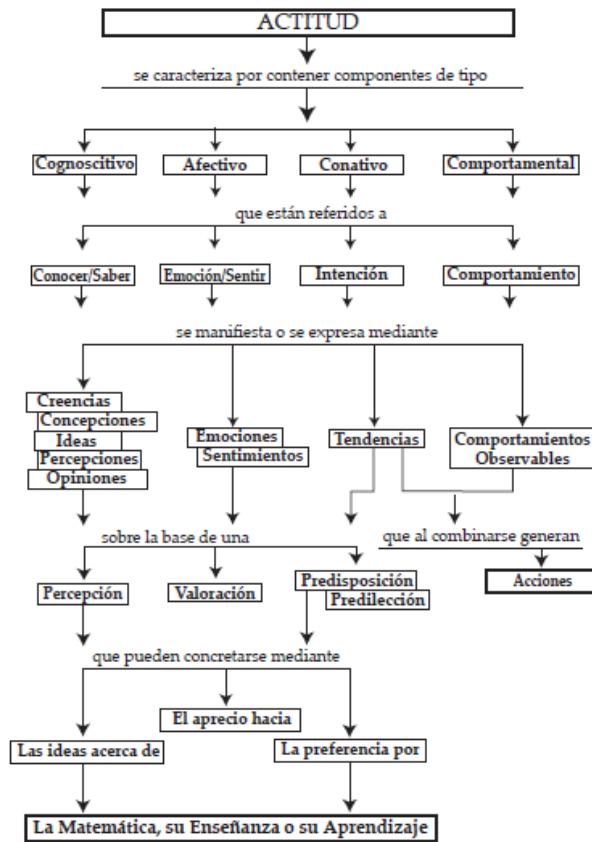 ACTITUD
se caracteriza por contener componentes de tipo
Cognoscitivo
Afectivo
Conativo
Comportamental
que están referidos a
Conocer/Saber
Emoción/Sentir
Intención
Comportamiento
se manifiesta o se expresa mediante
Creencias
Concepciones
Ideas
Percepciones
Opiniones
Emociones
Sentimientos
Tendencias
Comportamientos
Observables
sobre la base de una
que al combinarse generan
Percepción
Valoración
Predisposición
Predilección
Acciones
que pueden concretarse mediante
El aprecio hacia
Las ideas acerca de
La preferencia por
La Matemática, su Enseñanza o su Aprendizaje